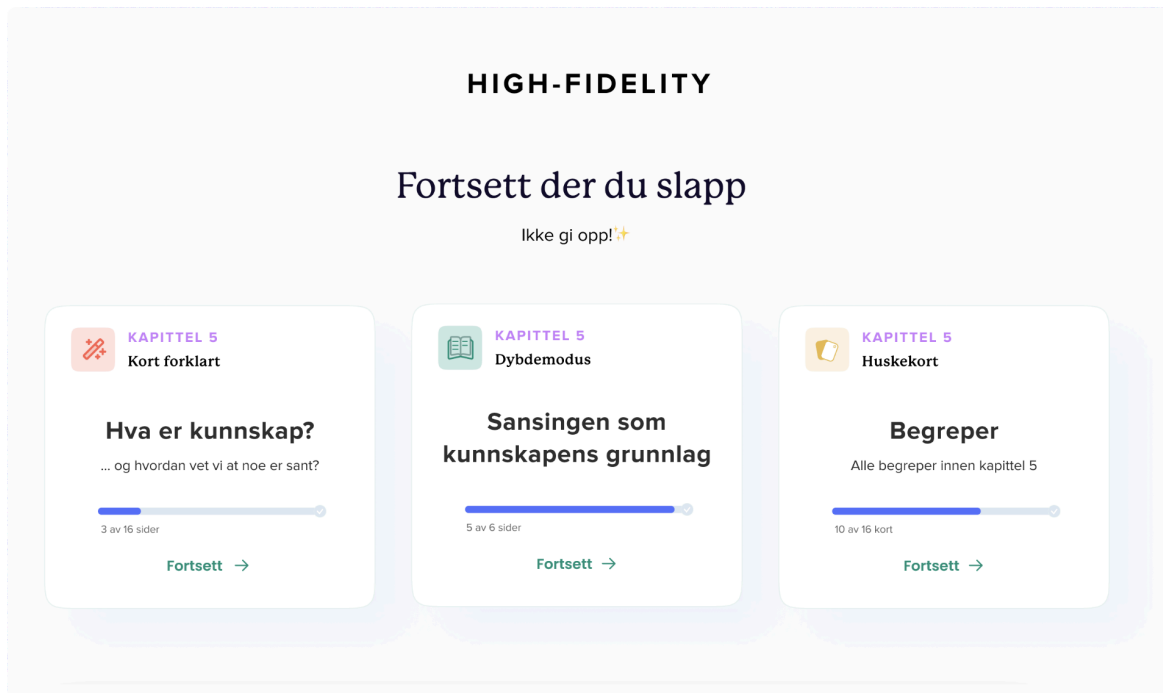 HIGH-FIDELITY
Fortsett der du slapp
Ikke gi opp!✨
KAPITTEL 5
Kort forklart
Hva er kunnskap?
... og hvordan vet vi at noe er sant?
3 av 16 sider
Fortsett →
KAPITTEL 5
Dybdemodus
Sansingen som
kunnskapens grunnlag
5 av 6 sider
Fortsett →
KAPITTEL 5
Huskekort
Begreper
Alle begreper innen kapittel 5
10 av 16 kort
Fortsett →